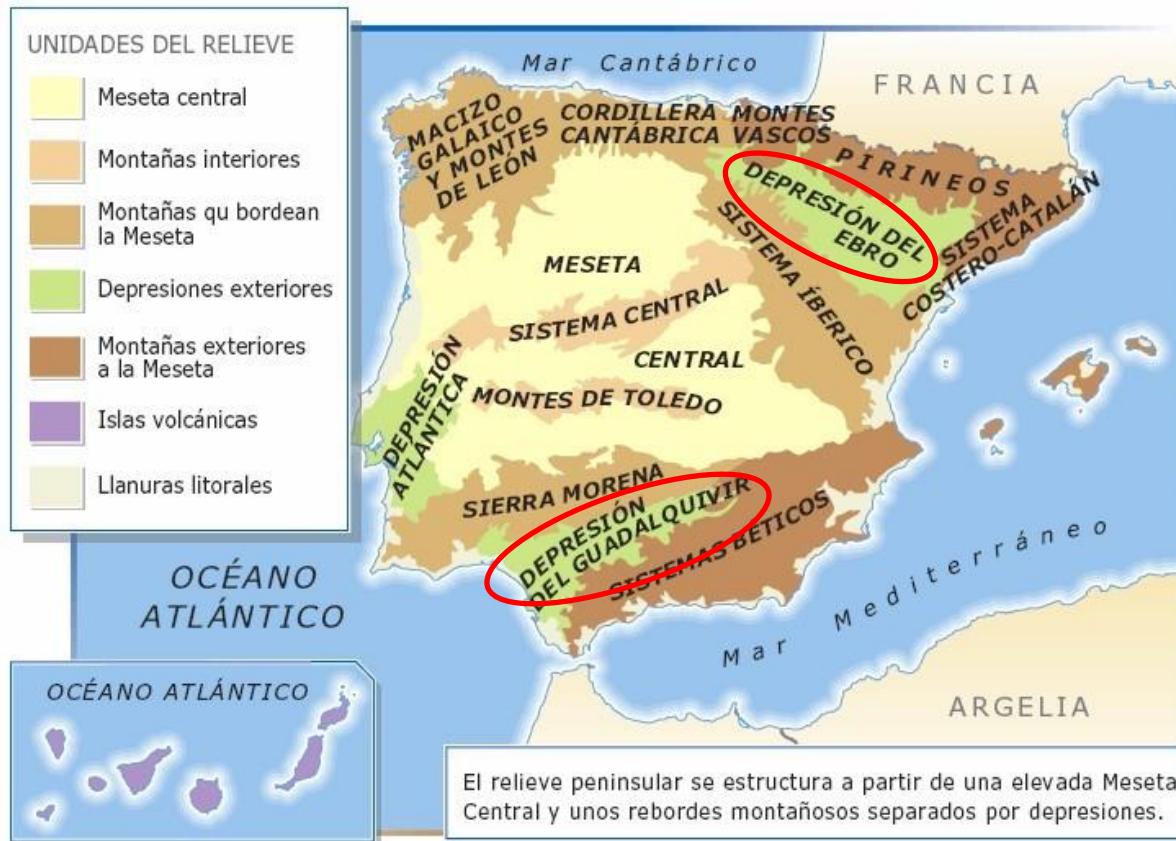 UNIDADES DEL RELIEVE
Meseta central
Montañas interiores
Montañas qu bordean
la Meseta
Depresiones exteriores
Montañas exteriores
a la Meseta
Islas volcánicas
Llanuras litorales
Mar Cantábrico
FRANCIA
MACIZO
GALAICO
Y MONTES
DE LEÓN
CORDILLERA
CANTÁBRICA
MONTES
VASCOS
PIRINEOS
DEPRESIÓN DEL
EBRO
SISTEMA
COSTERO-CATALÁN
SISTEMA ÍBERICO
MESETA
SISTEMA CENTRAL
CENTRAL
MONTES DE TOLEDO
DEPRESIÓN
ATLÁNTICA
SIERRA MORENA
DEPRESIÓN
DEL GUADALQUIVIR
SISTEMAS BÉTICOS
OCÉANO
ATLÁNTICO
Mar Mediterráneo
ARGELIA
OCÉANO ATLÁNTICO
El relieve peninsular se estructura a partir de una elevada Meseta
Central y unos rebordes montañosos separados por depresiones.